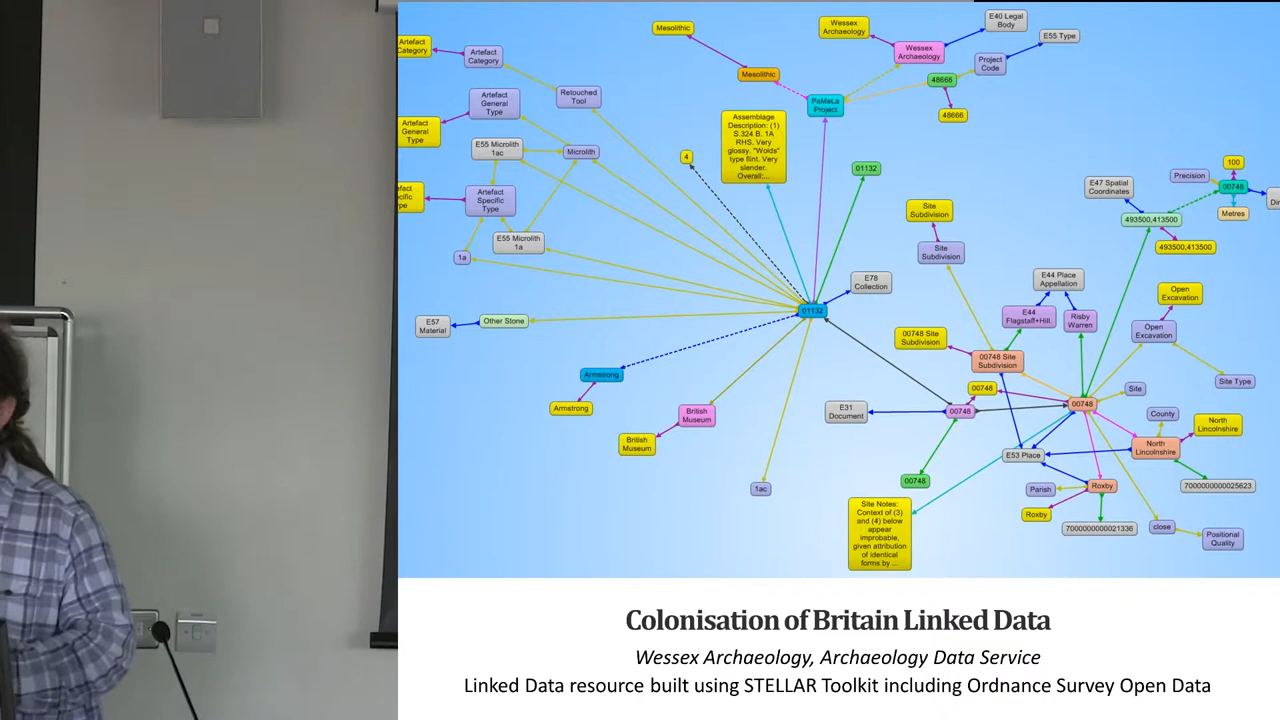 Artefact
Category
Artefact
Category
Artefact
General Type
Artefact
General
Type
E55 Microlith
1ac
Microlith
Retouched
Tool
Artefact
Specific
Type
E55 Microlith
1a
1a
E57
Material
Other Stone
Armstrong
Armstrong
British
Museum
British
Museum
1ac
4
Mesolithic
Mesolithic
Assemblage
Description: (1)
S.324 B. 1A
RHS. Very
glossy. "Wolds"
type flint. Very
slender.
Overall:...
PaMeLa
Project
01132
01132
E78
Collection
Wessex
Archaeology
Wessex
Archaeology
E40 Legal
Body
E55 Type
Project
Code
48666
48666
Site
Subdivision
Site
Subdivision
E44 Place
Appellation
E44
Flagstaff+Hill.
Risby
Warren
00748 Site
Subdivision
00748 Site
Subdivision
00748
00748
00748
00748
E31
Document
E53 Place
Site Notes:
Context of (3)
and (4) below
appear
improbable,
given attribution
of identical
forms by ...
E47 Spatial
Coordinates
493500,413500
493500,413500
Precision
100
00748
Metres
Open
Excavation
Open
Excavation
Site Type
Site
County
North
Lincolnshire
North
Lincolnshire
7000000000025623
Parish
Roxby
Roxby
7000000000021336
close
Positional
Quality
Colonisation of Britain Linked Data
Wessex Archaeology, Archaeology Data Service
Linked Data resource built using STELLAR Toolkit including Ordnance Survey Open Data